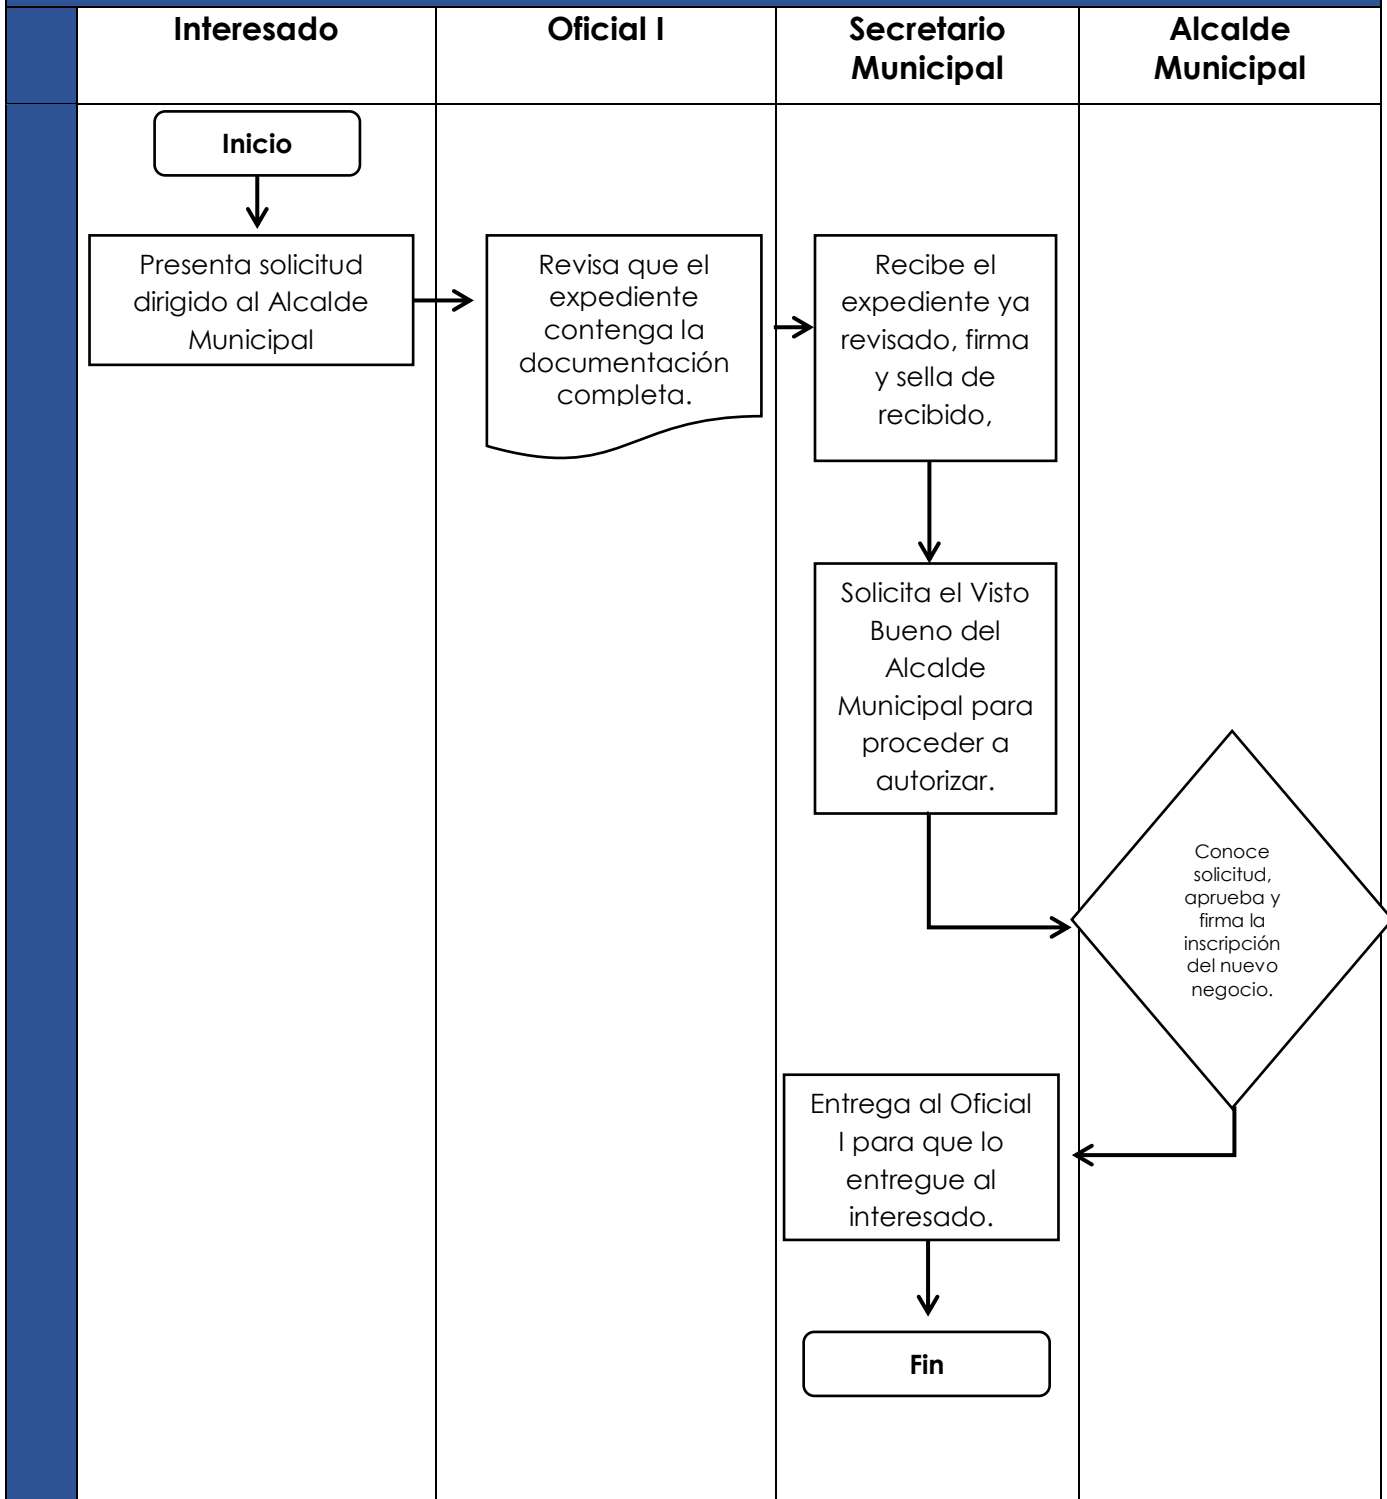 Interesado
Oficial I
Secretario
Municipal
Alcalde
Municipal
Inicio
Presenta solicitud
dirigido al Alcalde
Municipal
Revisa que el
expediente
contenga la
documentación
completa.
Recibe el
expediente ya
revisado, firma
y sella de
recibido,
Solicita el Visto
Bueno del
Alcalde
Municipal para
proceder a
autorizar.
Conoce
solicitud,
aprueba y
firma la
inscripción
del nuevo
negocio.
Entrega al Oficial
I para que lo
entregue al
interesado.
Fin